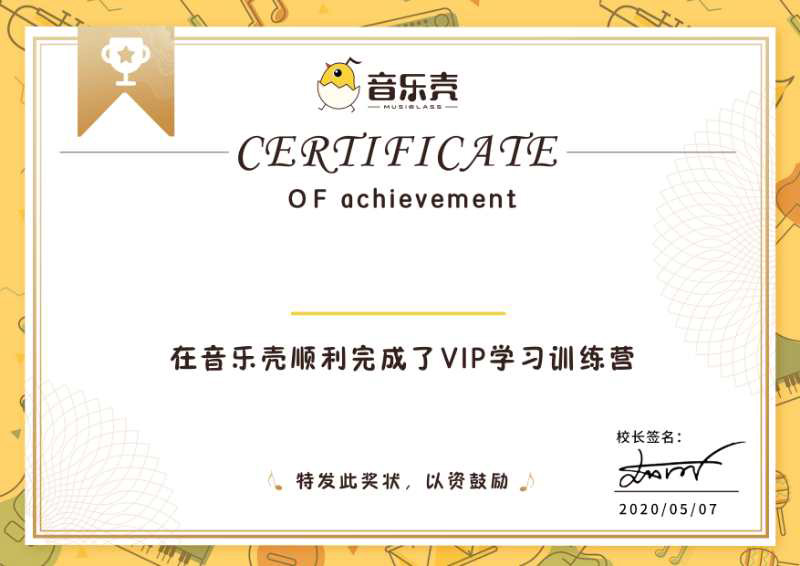 音乐壳
MUSIGLASS
CERTIFICATE
OF achievement
在音乐壳顺利完成了VIP学习训练营
特发此奖状，以资鼓励
校长签名：
2020/05/07